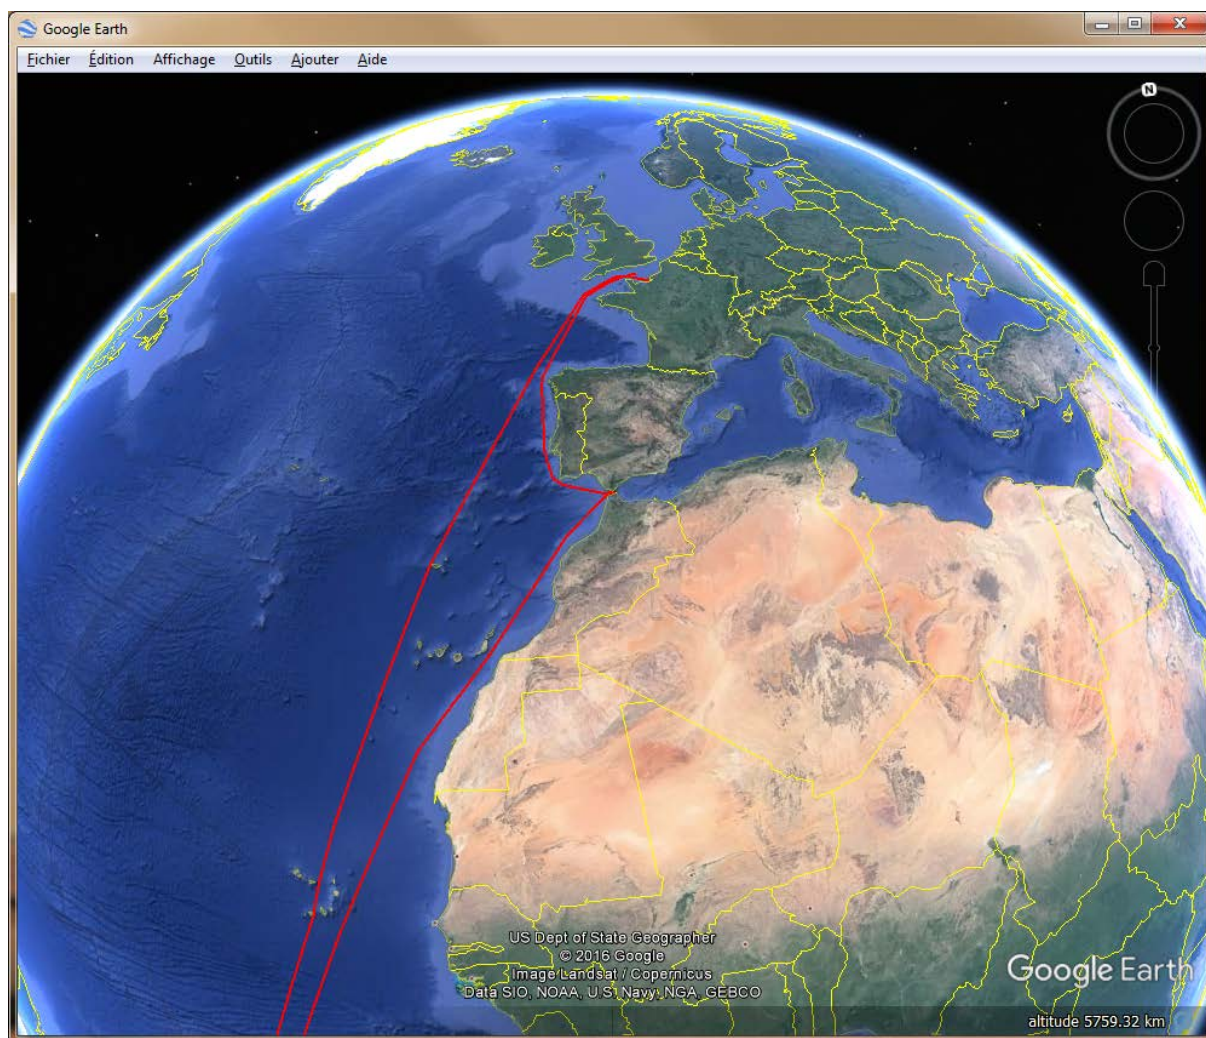 Google Earth
Fichier Édition Affichage Outils Ajouter Aide
N
US Dept of State Geographer
© 2016 Google
Image Landsat / Copernicus
Data SIO, NOAA, U.S. Navy, NGA, GEBCO
Google Earth
altitude 5759.32 km